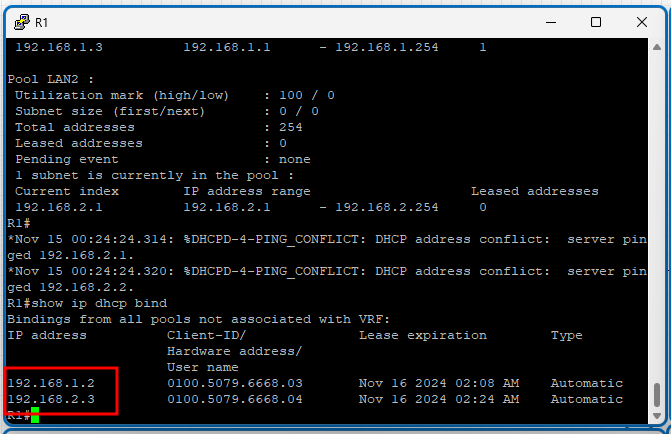 R1
192.168.1.3 192.168.1.1 - 192.168.1.254 1
Pool LAN2 :
Utilization mark (high/low) : 100 / 0
Subnet size (first/next) : 0 / 0
Total addresses : 254
Leased addresses : 0
Pending event : none
1 subnet is currently in the pool :
Current index IP address range Leased addresses
192.168.2.1 192.168.2.1 - 192.168.2.254 0
R1#
*Nov 15 00:24:24.314: %DHCPD-4-PING_CONFLICT: DHCP address conflict: server pin
ged 192.168.2.1.
*Nov 15 00:24:24.320: %DHCPD-4-PING_CONFLICT: DHCP address conflict: server pin
ged 192.168.2.2.
R1#show ip dhcp bind
Bindings from all pools not associated with VRF:
IP address Client-ID/ Lease expiration Type
Hardware address/
User name
192.168.1.2 0100.5079.6668.03 Nov 16 2024 02:08 AM Automatic
192.168.2.3 0100.5079.6668.04 Nov 16 2024 02:24 AM Automatic
R1#